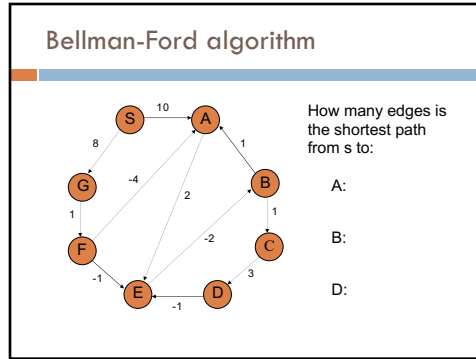 Bellman-Ford algorithm
10
S
A
8
-4
1
G
B
2
1
1
F
-2
C
-1
3
E
D
-1
How many edges is
the shortest path
from s to:
A:
B:
D: